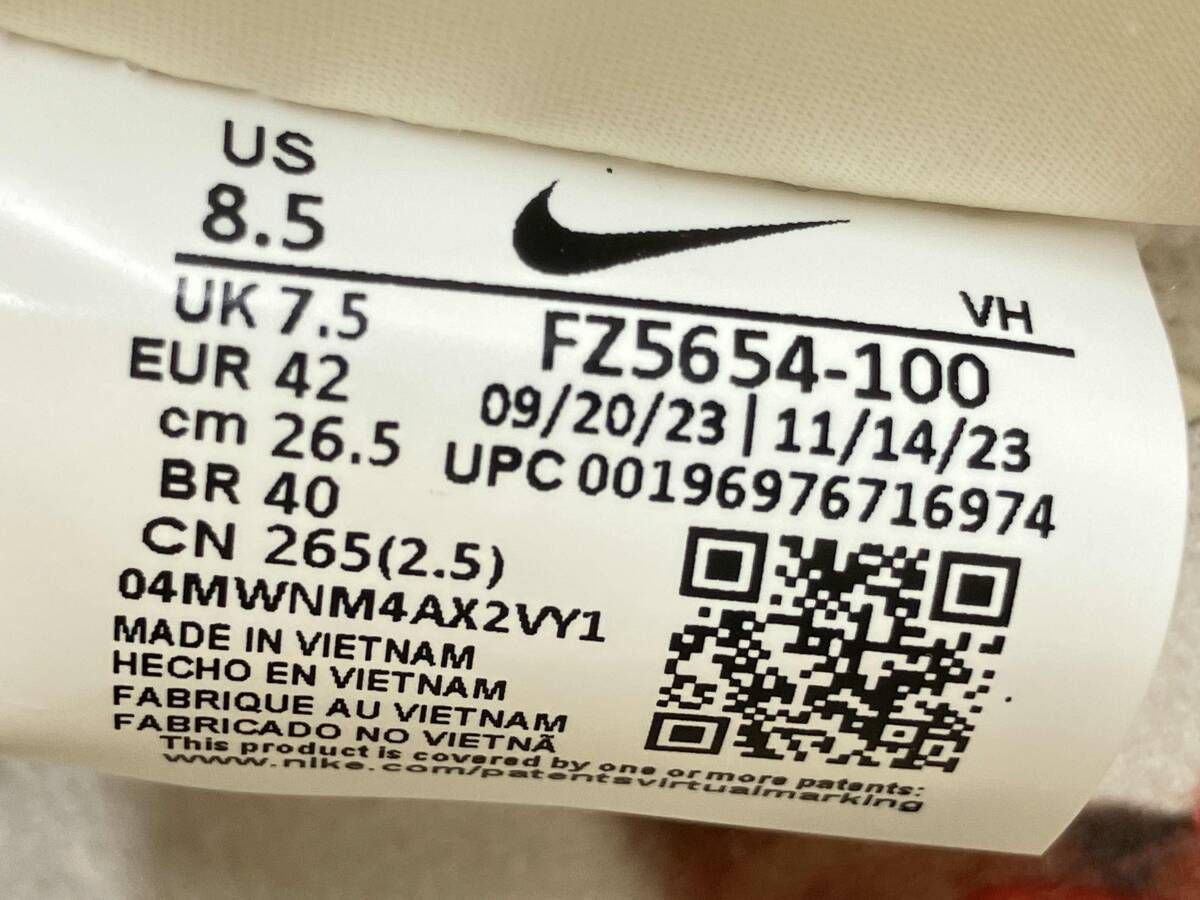 US
8.5
VH
UK 7.5
FZ5654-100
EUR 42
09/20/23 | 11/14/23
cm 26.5
UPC 00196976716974
BR 40
CN 265(2.5)
04MWNM4AX2VY1
MADE IN VIETNAM
HECHO EN VIETNAM
FABRIQUE AU VIETNAM
FABRICADO NO VIETNÃ
This product is covered by one or more patents:
www.nike.com/patentsvirtualmarking